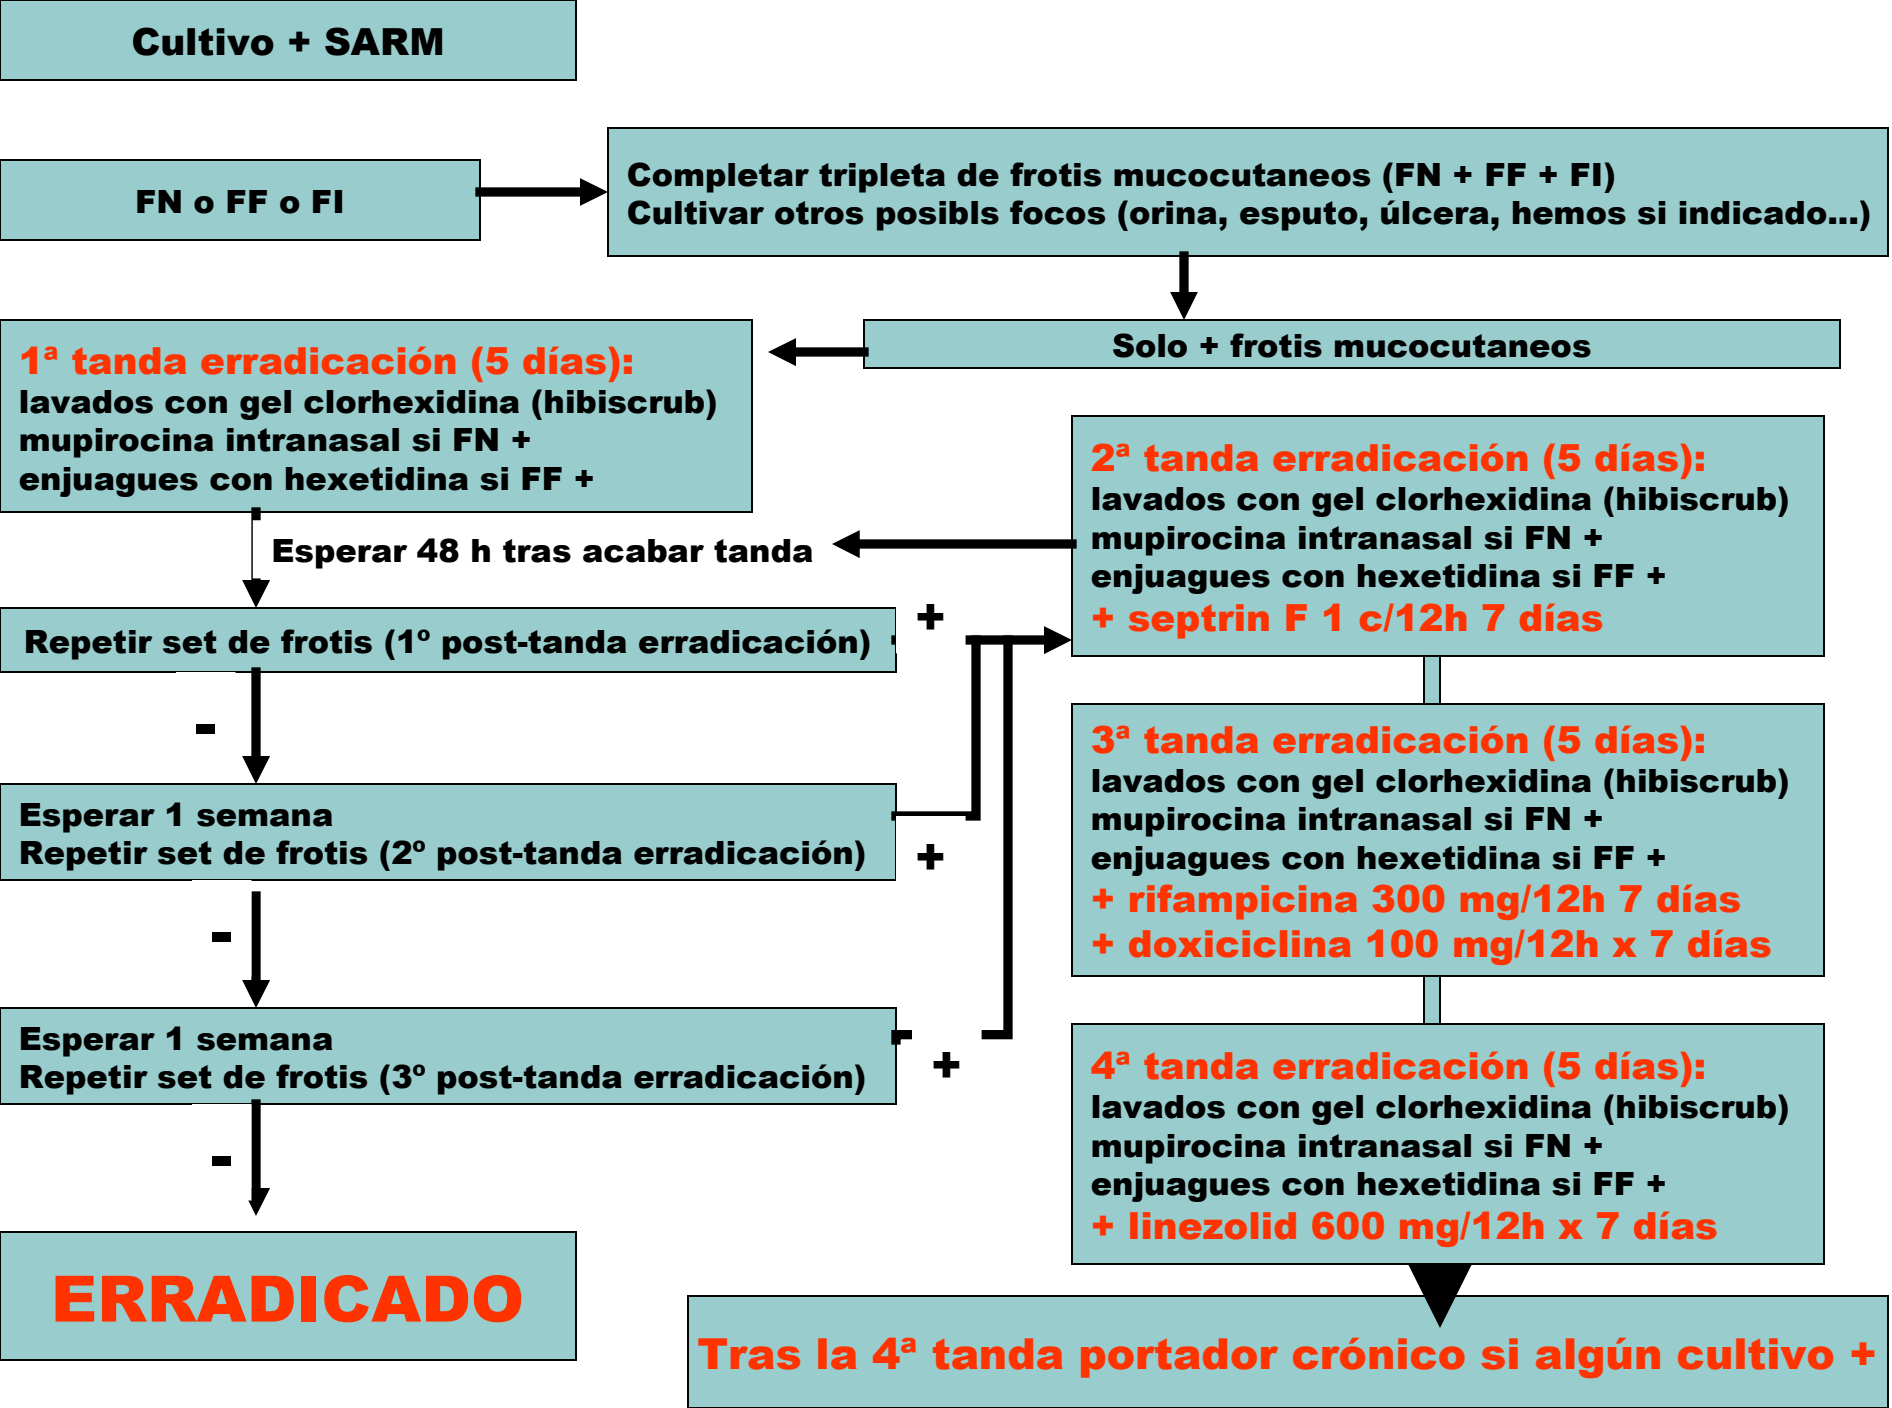 Cultivo + SARM
FN o FF o FI
Completar tripleta de frotis mucocutaneos (FN + FF + FI)
Cultivar otros posibls focos (orina, esputo, úlcera, hemos si indicado...)
Solo + frotis mucocutaneos
1ª tanda erradicación (5 días):
lavados con gel clorhexidina (hibiscrub)
mupirocina intranasal si FN +
enjuagues con hexetidina si FF +
Esperar 48 h tras acabar tanda
Repetir set de frotis (1º post-tanda erradicación)
+
-
Esperar 1 semana
Repetir set de frotis (2º post-tanda erradicación)
+
-
Esperar 1 semana
Repetir set de frotis (3º post-tanda erradicación)
+
-
ERRADICADO
2ª tanda erradicación (5 días):
lavados con gel clorhexidina (hibiscrub)
mupirocina intranasal si FN +
enjuagues con hexetidina si FF +
+ septrin F 1 c/12h 7 días
3ª tanda erradicación (5 días):
lavados con gel clorhexidina (hibiscrub)
mupirocina intranasal si FN +
enjuagues con hexetidina si FF +
+ rifampicina 300 mg/12h 7 días
+ doxiciclina 100 mg/12h x 7 días
4ª tanda erradicación (5 días):
lavados con gel clorhexidina (hibiscrub)
mupirocina intranasal si FN +
enjuagues con hexetidina si FF +
+ linezolid 600 mg/12h x 7 días
Tras la 4ª tanda portador crónico si algún cultivo +